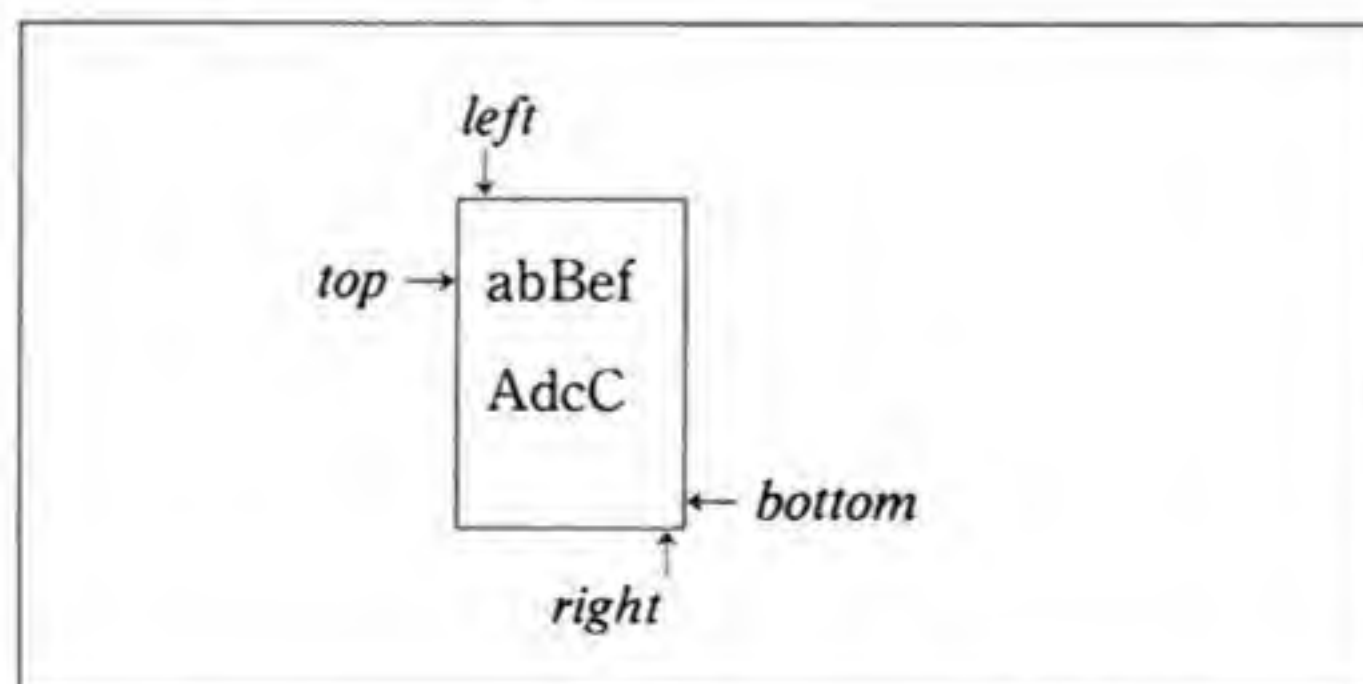 left
top → abBef
AdcC
← bottom
right